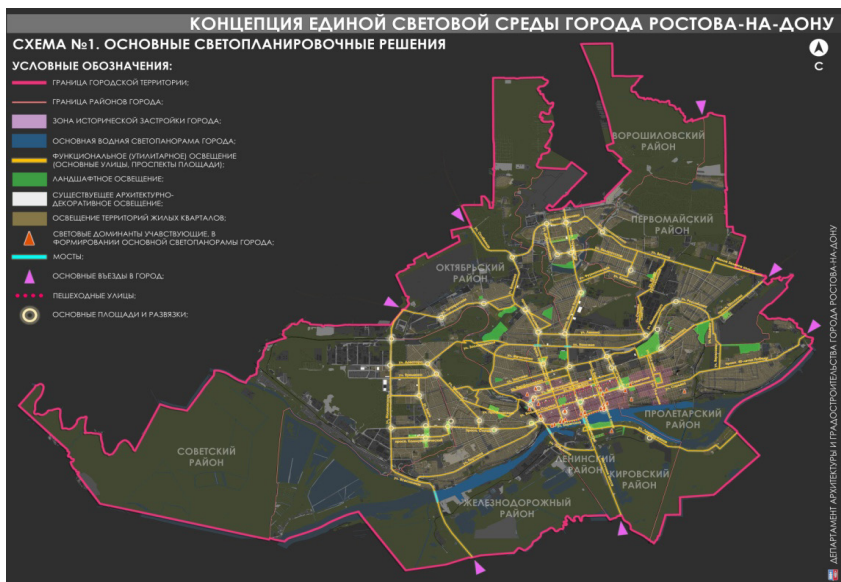 КОНЦЕПЦИЯ ЕДИНОЙ СВЕТОВОЙ СРЕДЫ ГОРОДА РОСТОВА-НА-ДОНУ
СХЕМА №1. ОСНОВНЫЕ СВЕТОПЛАНИРОВОЧНЫЕ РЕШЕНИЯ
УСЛОВНЫЕ ОБОЗНАЧЕНИЯ:
С
ГРАНИЦА ГОРОДСКОЙ ТЕРРИТОРИИ;
ГРАНИЦА РАЙОНОВ ГОРОДА;
ЗОНА ИСТОРИЧЕСКОЙ ЗАСТРОЙКИ ГОРОДА;
ОСНОВНАЯ ВОДНАЯ СВЕТОПАНОРАМА ГОРОДА;
ФУНКЦИОНАЛЬНОЕ (УТИЛИТАРНОЕ) ОСВЕЩЕНИЕ
(ОСНОВНЫЕ УЛИЦЫ, ПРОСПЕКТЫ ПЛОЩАДИ);
ЛАНДШАФТНОЕ ОСВЕЩЕНИЕ;
СУЩЕСТВУЮЩЕЕ АРХИТЕКТУРНО-
ДЕКОРАТИВНОЕ ОСВЕЩЕНИЕ;
ОСВЕЩЕНИЕ ТЕРРИТОРИЙ ЖИЛЫХ КВАРТАЛОВ;
СВЕТОВЫЕ ДОМИНАНТЫ УЧАВСТВУЮЩИЕ, В
ФОРМИРОВАНИИ ОСНОВНОЙ СВЕТОПАНОРАМЫ ГОРОДА;
МОСТЫ;
ОСНОВНЫЕ ВЪЕЗДЫ В ГОРОД;
ПЕШЕХОДНЫЕ УЛИЦЫ;
ОСНОВНЫЕ ПЛОЩАДИ И РАЗВЯЗКИ;
ВОРОШИЛОВСКИЙ
РАЙОН
ПЕРВОМАЙСКИЙ
РАЙОН
ОКТЯБРЬСКИЙ
РАЙОН
ПРОЛЕТАРСКИЙ
РАЙОН
СОВЕТСКИЙ
РАЙОН
ЛЕНИНСКИЙ
РАЙОН
КИРОВСКИЙ
РАЙОН
ЖЕЛЕЗНОДОРОЖНЫЙ
РАЙОН
ДЕПАРТАМЕНТ АРХИТЕКТУРЫ И ГРАДОСТРОИТЕЛЬСТВА ГОРОДА РОСТОВА-НА-ДОНУ